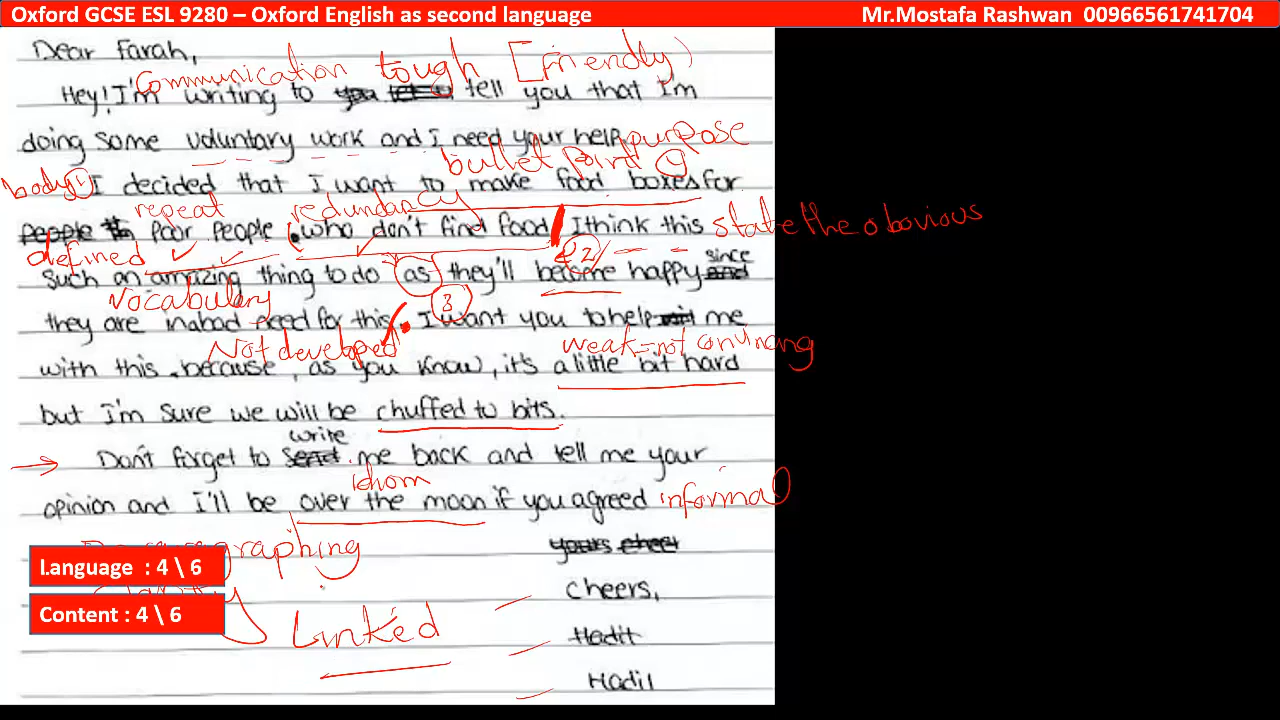 Oxford GCSE ESL 9280 – Oxford English as second language
Mr.Mostafa Rashwan 00966561741704
Dear Farah,
Communication tough [Friendly)
Hey! I'm writing to you tell you that I'm
doing some voluntary work and I need your help.
purpose
bullet point 1
body 1
I decided that I want to make food boxes for
repeat redundancy
people Poor People who don't find food I think this
state the obovious
defined
22
such an amazing thing to do as they'll become happy and since
Vocabulary 3
they are in a bad need for this. I want you to help me
Not developed weak = not convincing
with this because, as you know, it's a little bit hard
but I'm sure we will be chuffed to bits.
Don't forget to send write me back and tell me your
idiom
opinion and I'll be over the moon if you agreed
informal
yours cheer
Paragraphing
Language : 4 \ 6
Cheers,
Content : 4 \ 6
Linked
Hadit
Hadil